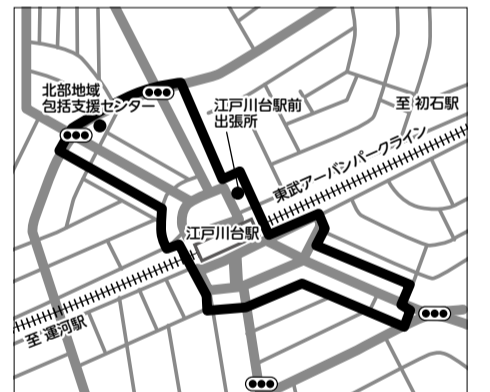 北部地域
包括支援センター
江戸川台駅前
出張所
至 初石駅
東武アーバンパークライン
江戸川台駅
至 運河駅